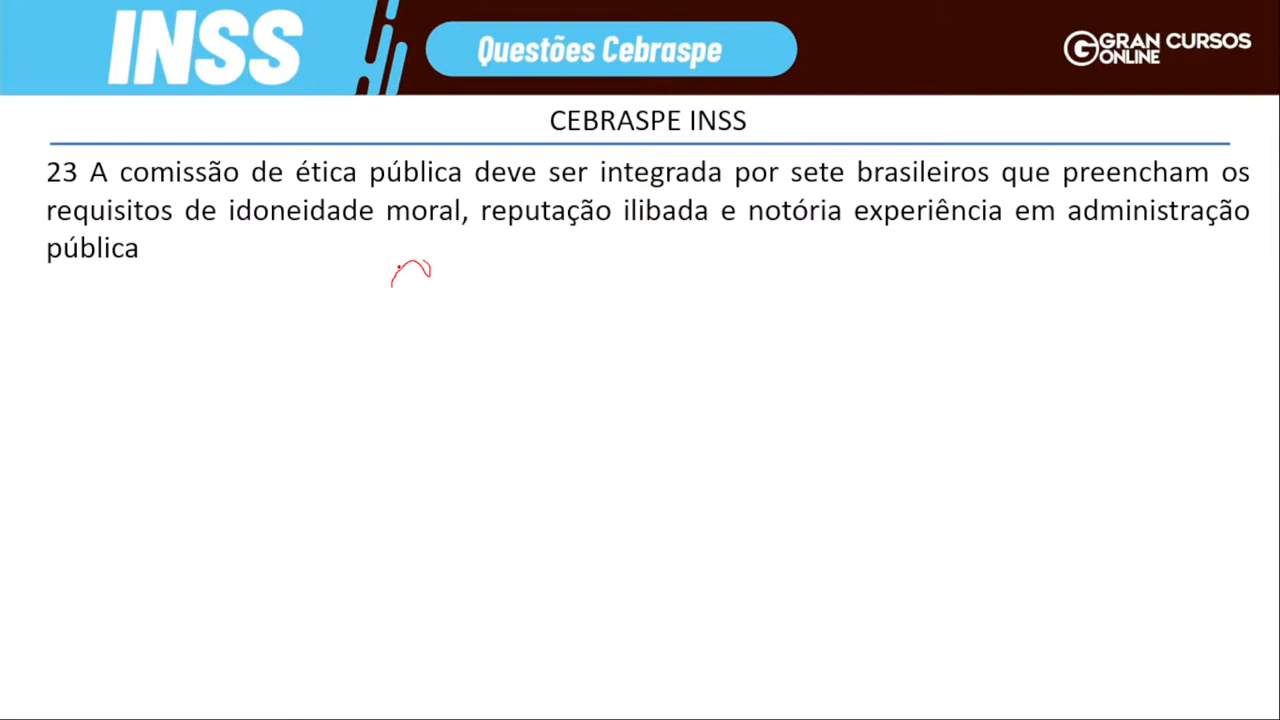 INSS
Questões Cebraspe
GRAN CURSOS
ONLINE
CEBRASPE INSS
23 A comissão de ética pública deve ser integrada por sete brasileiros que preencham os
requisitos de idoneidade moral, reputação ilibada e notória experiência em administração
pública